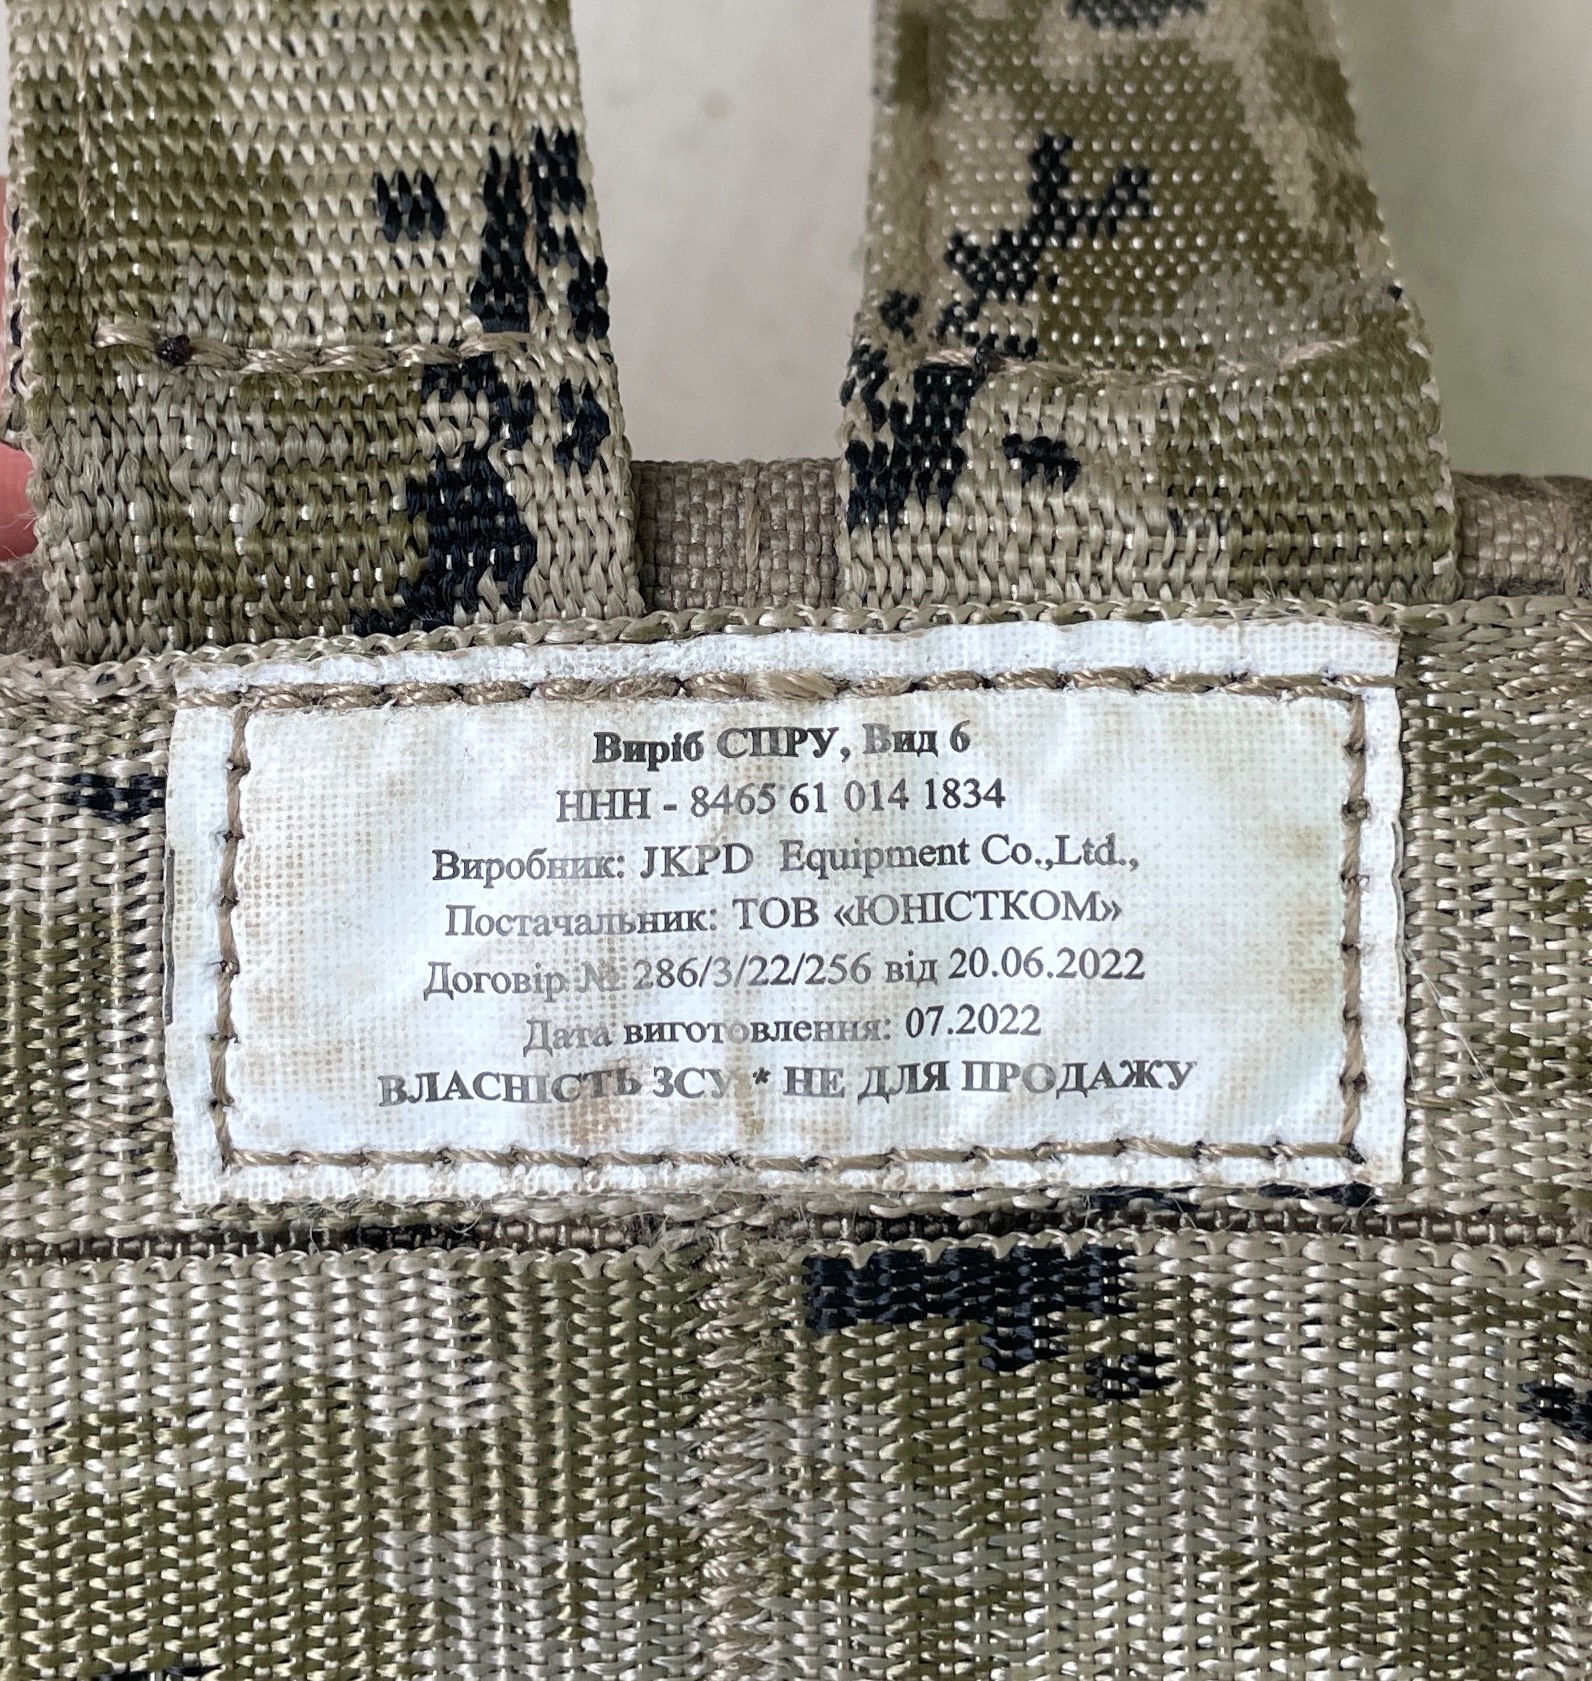 Виріб СПРУ, Вид 6
ННН - 8465 61 014 1834
Виробник: JKPD Equipment Co.,Ltd.,
Постачальник: ТОВ «ЮНІСТКОМ»
Договір № 286/3/22/256 від 20.06.2022
Дата виготовлення: 07.2022
ВЛАСНІСТЬ ЗСУ * НЕ ДЛЯ ПРОДАЖУ